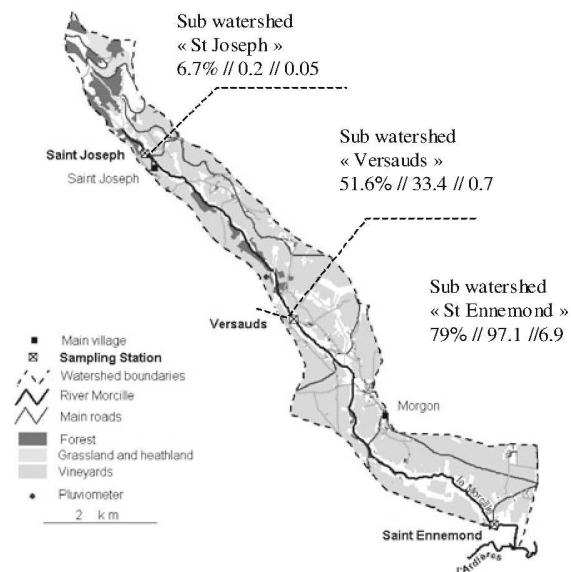 Sub watershed
« St Joseph »
6.7% // 0.2 // 0.05
Sub watershed
« Versauds »
51.6% // 33.4 // 0.7
Sub watershed
« St Ennemond »
79% // 97.1 //6.9
Saint Joseph
Saint Joseph
Versauds
Morgon
la Morcille
Saint Ennemond
l'Ardières
Main village
Sampling Station
Watershed boundaries
River Morcille
Main roads
Forest
Grassland and heathland
Vineyards
Pluviometer
2 km